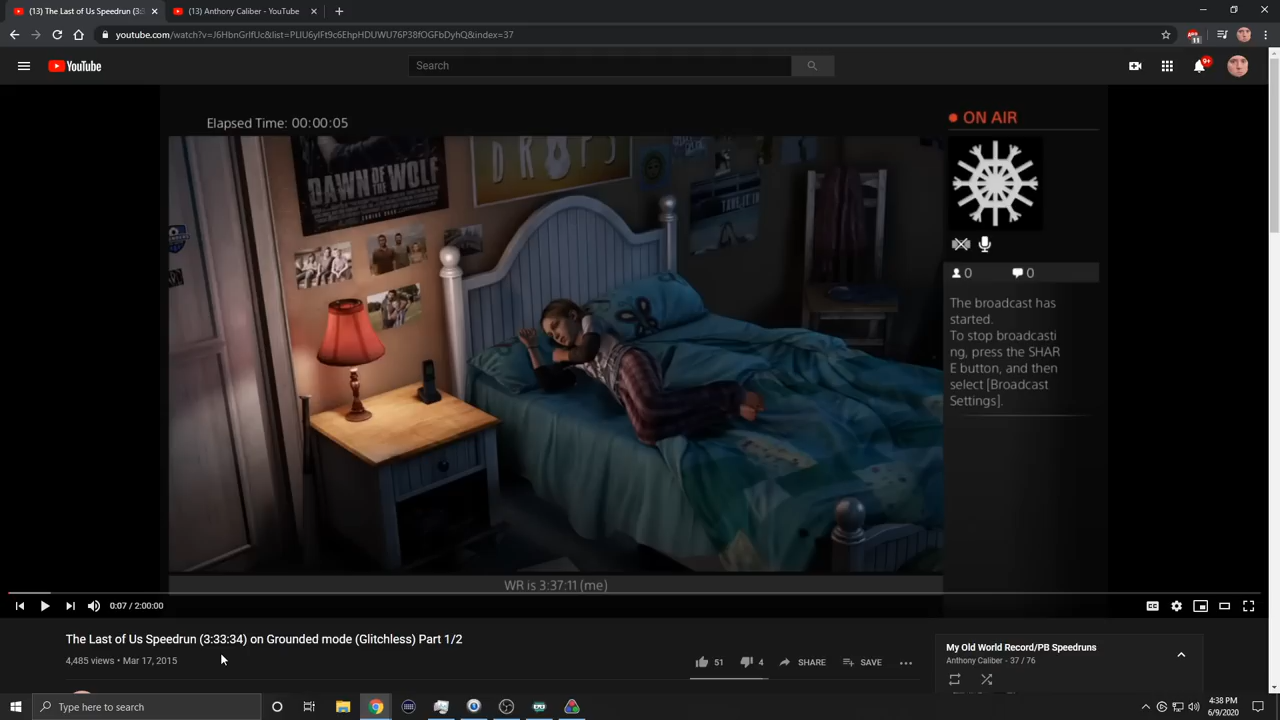 (13) The Last of Us Speedrun (3:3
(13) Anthony Caliber - YouTube
youtube.com/watch?v=J6HbnGrlfUc&list=PLlU6yIFt9c6EhpHDUWU76P38fOGFbDyhQ&index=37
11
YouTube
Search
9+
Elapsed Time: 00:00:05
ON AIR
DAWN OF
THE WOLF
DROPS
0 0
The broadcast has
started.
To stop broadcasti
ng, press the SHAR
E button, and then
select [Broadcast
Settings].
WR is 3:37:11 (me)
0:07 / 2:00:00
CC
The Last of Us Speedrun (3:33:34) on Grounded mode (Glitchless) Part 1/2
4,485 views • Mar 17, 2015
51 4 SHARE SAVE
My Old World Record/PB Speedruns
Anthony Caliber - 37 / 76
Type here to search
4:38 PM
6/9/2020